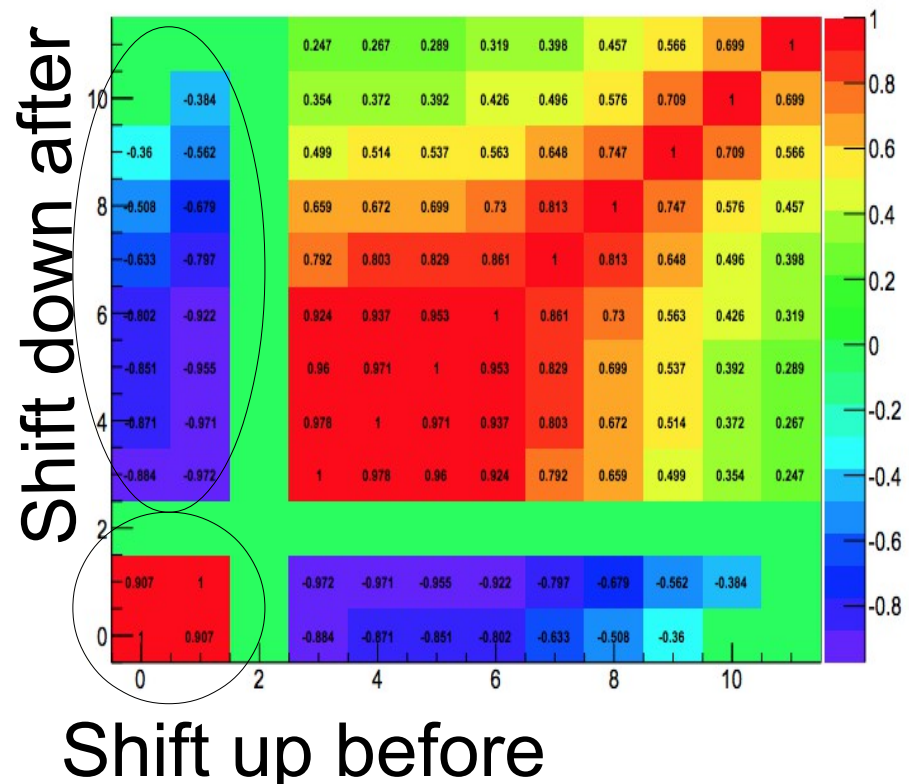 Shift down after
1
0.247 0.267 0.289 0.319 0.398 0.457 0.566 0.699 1
0.8
10 -0.384 0.354 0.372 0.392 0.426 0.496 0.576 0.709 1 0.699
-0.36 -0.562 0.499 0.514 0.537 0.563 0.648 0.747 1 0.709 0.566
0.6
8 -0.508 -0.679 0.659 0.672 0.699 0.73 0.813 1 0.747 0.576 0.457
0.4
-0.633 -0.797 0.792 0.803 0.829 0.861 1 0.813 0.648 0.496 0.398
0.2
6 -0.802 -0.922 0.924 0.937 0.953 1 0.861 0.73 0.563 0.426 0.319
0
-0.851 -0.955 0.96 0.971 1 0.953 0.829 0.699 0.537 0.392 0.289
-0.2
4 -0.871 -0.971 0.978 1 0.971 0.937 0.803 0.672 0.514 0.372 0.267
-0.884 -0.972 1 0.978 0.96 0.924 0.792 0.659 0.499 0.354 0.247
-0.4
2
-0.6
0.907 1 -0.972 -0.971 -0.955 -0.922 -0.797 -0.679 -0.562 -0.384
-0.8
0 1 0.907 -0.884 -0.871 -0.851 -0.802 -0.633 -0.508 -0.36
0 2 4 6 8 10
Shift up before